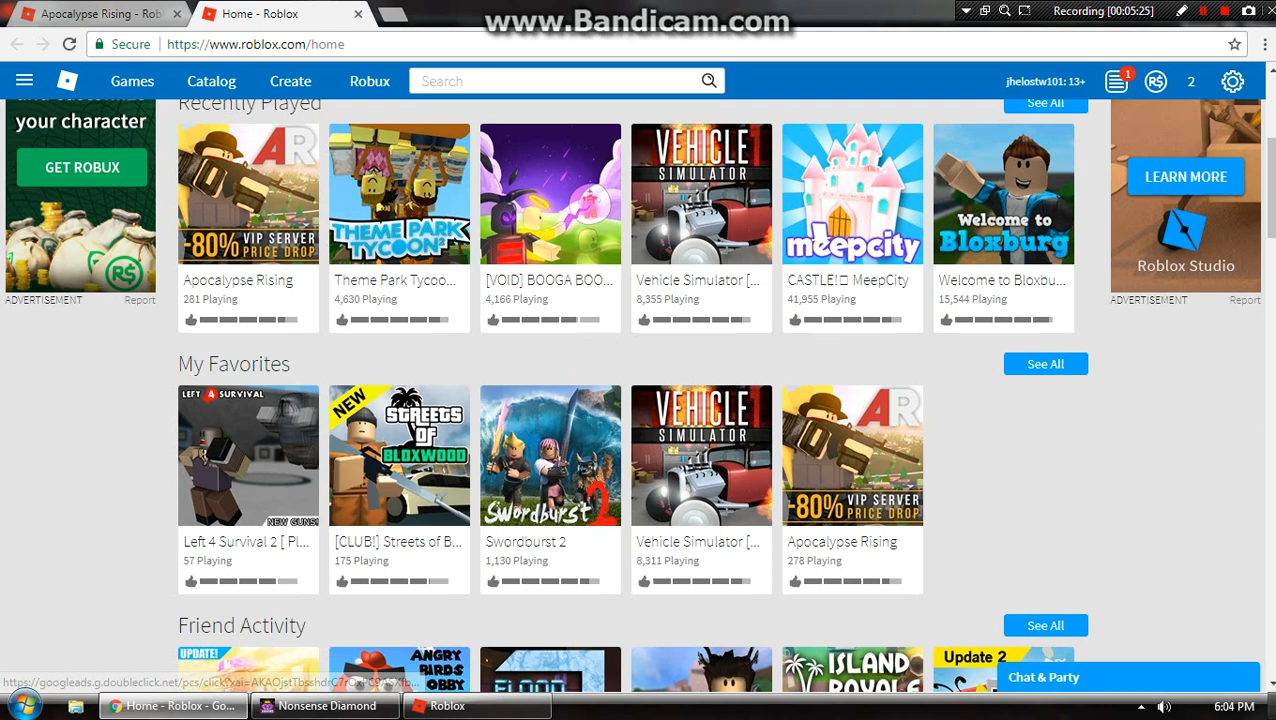 www.Bandicam.com
Apocalypse Rising - Rob
Home - Roblox
Recording [00:05:25]
Secure
https://www.roblox.com/home
Games
Catalog
Create
Robux
Search
jhelostw101: 13+
1
R$
2
your character
GET ROBUX
R$
ADVERTISEMENT
Report
Recently Played
See All
AR
-80% VIP SERVER PRICE DROP
Apocalypse Rising
281 Playing
THEME PARK TYCOON 2
Theme Park Tycoo...
4,630 Playing
[VOID] BOOGA BOO...
4,166 Playing
VEHICLE SIMULATOR
Vehicle Simulator [...
8,355 Playing
meepcity
CASTLE! MeepCity
41,955 Playing
Welcome to Bloxburg
Welcome to Bloxbu...
15,544 Playing
LEARN MORE
Roblox Studio
ADVERTISEMENT
Report
My Favorites
See All
LEFT 4 SURVIVAL
NEW GUNS!
Left 4 Survival 2 [ Pl...
57 Playing
NEW
STREETS OF BLOXWOOD
[CLUB!] Streets of B...
175 Playing
Swordburst 2
Swordburst 2
1,130 Playing
VEHICLE SIMULATOR
Vehicle Simulator [...
8,311 Playing
AR
-80% VIP SERVER PRICE DROP
Apocalypse Rising
278 Playing
Friend Activity
See All
UPDATE!
ANGRY BIRDS OBBY
FLOOD
ISLAND ROYALE
Update 2
Chat & Party
Home - Roblox - Go...
Nonsense Diamond
Roblox
6:04 PM